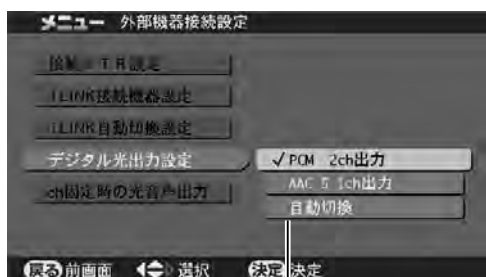 メニュー 外部機器接続設定
i.LINK接続機器設定
i.LINK自動切換設定
デジタル光出力設定
ch固定時の光音声出力
✓PCM 2ch出力
AAC 5.1ch出力
自動切換
戻る 前画面 選択 決定 決定